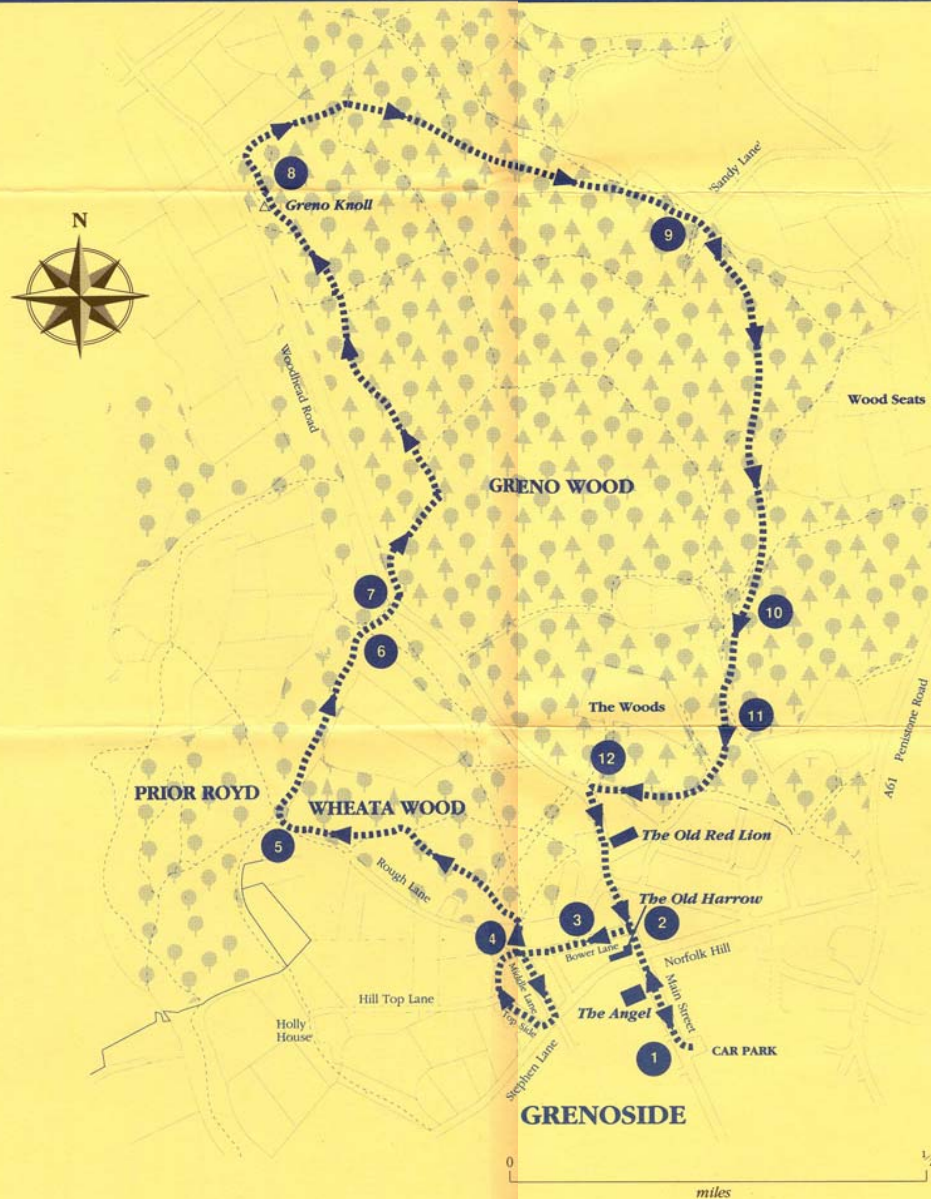 'Sandy Lane'
8
Greno Knoll
N
9
Woodhead Road
Wood Seats
GRENO WOOD
7
10
6
The Woods
11
A61 Penistone Road
12
PRIOR ROYD
WHEATA WOOD
The Old Red Lion
5
Rough Lane
The Old Harrow
3
2
4
Bower Lane
Norfolk Hill
Middle Lane
Main Street
Hill Top Lane
The Angel
Top Side
Holly
House
1
CAR PARK
Stephen Lane
GRENOSIDE
0
miles